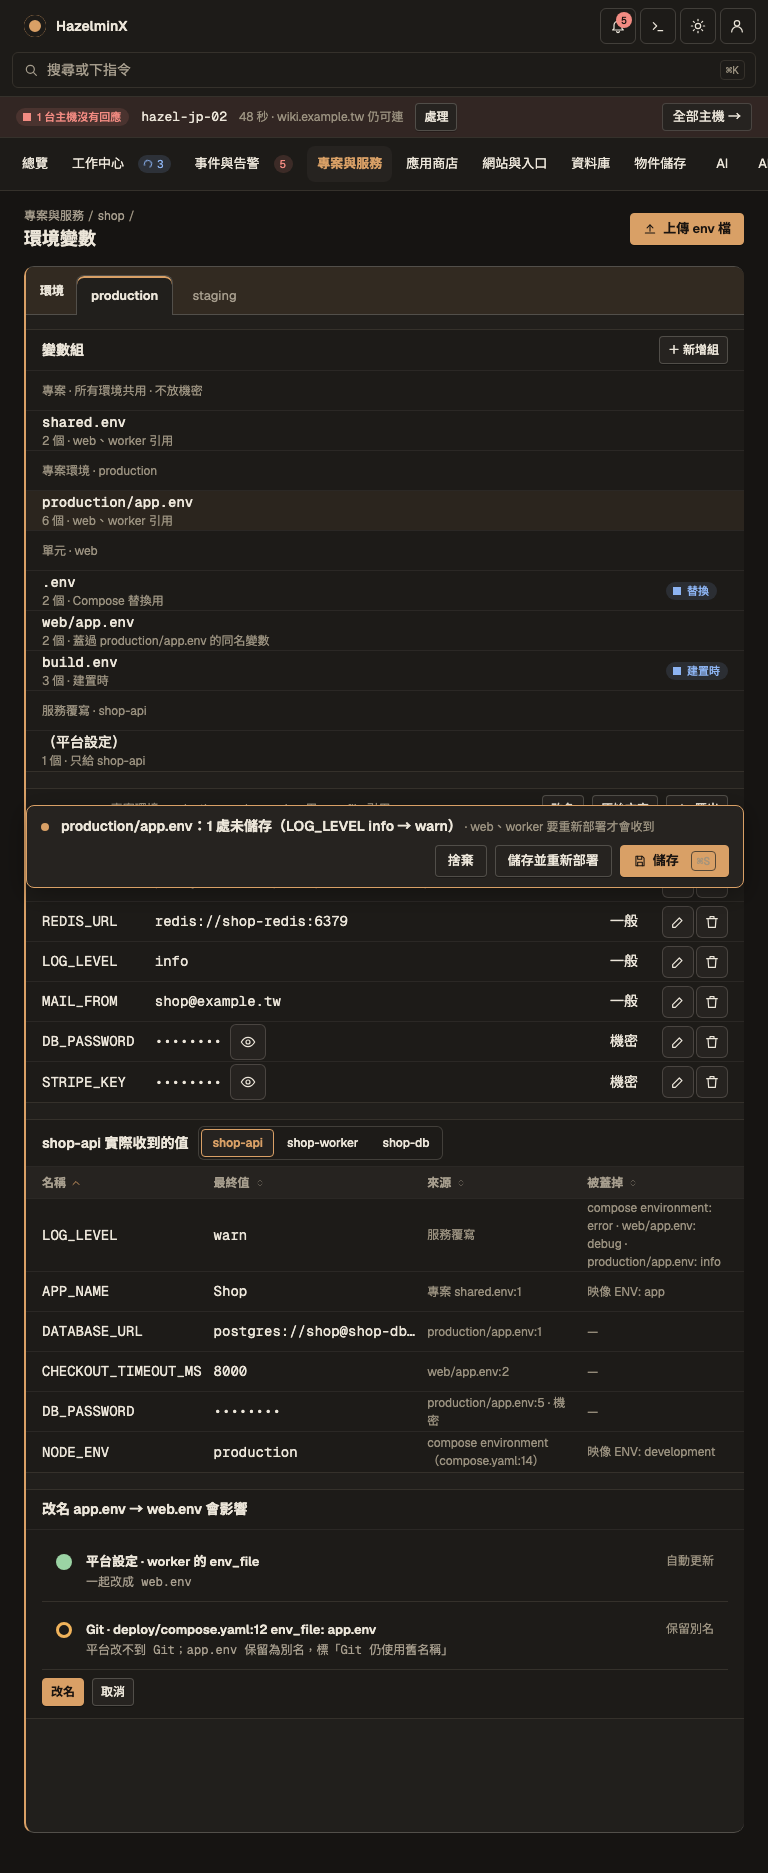 HazelminX
5
搜尋或下指令
⌘K
1 台主機沒有回應
hazel-jp-02
48 秒 · wiki.example.tw 仍可連
處理
全部主機 →
總覽
工作中心
3
事件與告警
5
專案與服務
應用商店
網站與入口
資料庫
物件儲存
AI
專案與服務 / shop /
環境變數
上傳 env 檔
環境
production
staging
變數組
+ 新增組
專案 · 所有環境共用 · 不放機密
shared.env
2 個 · web、worker 引用
專案環境 · production
production/app.env
6 個 · web、worker 引用
單元 · web
.env
2 個 · Compose 替換用
替換
web/app.env
2 個 · 蓋過 production/app.env 的同名變數
build.env
3 個 · 建置時
建置時
服務覆寫 · shop-api
（平台設定）
1 個 · 只給 shop-api
production/app.env：1 處未儲存（LOG_LEVEL info → warn） · web、worker 要重新部署才會收到
捨棄
儲存並重新部署
儲存
⌘S
REDIS_URL
redis://shop-redis:6379
一般
LOG_LEVEL
info
一般
MAIL_FROM
shop@example.tw
一般
DB_PASSWORD
••••••••
機密
STRIPE_KEY
••••••••
機密
shop-api 實際收到的值
shop-api
shop-worker
shop-db
名稱
最終值
來源
被蓋掉
LOG_LEVEL
warn
服務覆寫
compose environment:
error · web/app.env:
debug ·
production/app.env: info
APP_NAME
Shop
專案 shared.env:1
映像 ENV: app
DATABASE_URL
postgres://shop@shop-db…
production/app.env:1
—
CHECKOUT_TIMEOUT_MS
8000
web/app.env:2
—
DB_PASSWORD
••••••••
production/app.env:5 · 機
密
—
NODE_ENV
production
compose environment
（compose.yaml:14）
映像 ENV: development
改名 app.env → web.env 會影響
平台設定 · worker 的 env_file
一起改成 web.env
自動更新
Git · deploy/compose.yaml:12 env_file: app.env
平台改不到 Git；app.env 保留為別名，標「Git 仍使用舊名稱」
保留別名
改名
取消